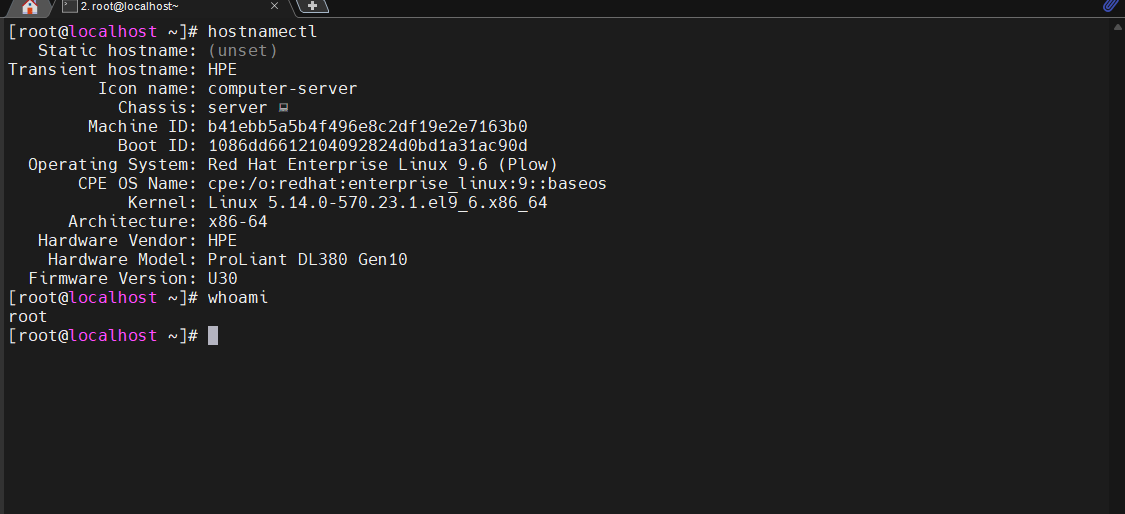 2. root@localhost~
[root@localhost ~]# hostnamectl
Static hostname: (unset)
Transient hostname: HPE
Icon name: computer-server
Chassis: server
Machine ID: b41ebb5a5b4f496e8c2df19e2e7163b0
Boot ID: 1086dd6612104092824d0bd1a31ac90d
Operating System: Red Hat Enterprise Linux 9.6 (Plow)
CPE OS Name: cpe:/o:redhat:enterprise_linux:9::baseos
Kernel: Linux 5.14.0-570.23.1.el9_6.x86_64
Architecture: x86-64
Hardware Vendor: HPE
Hardware Model: ProLiant DL380 Gen10
Firmware Version: U30
[root@localhost ~]# whoami
root
[root@localhost ~]#